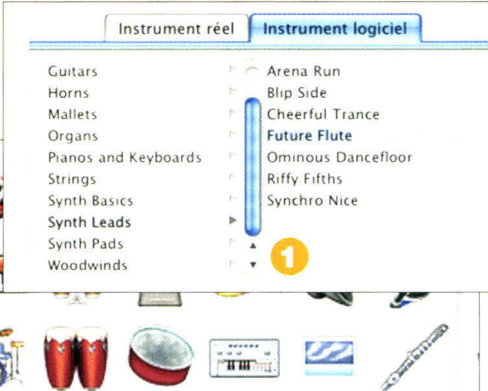 Instrument réel
Instrument logiciel
Guitars
Horns
Mallets
Organs
Pianos and Keyboards
Strings
Synth Basics
Synth Leads
Synth Pads
Woodwinds
Arena Run
Blip Side
Cheerful Trance
Future Flute
Ominous Dancefloor
Riffy Fifths
Synchro Nice
1